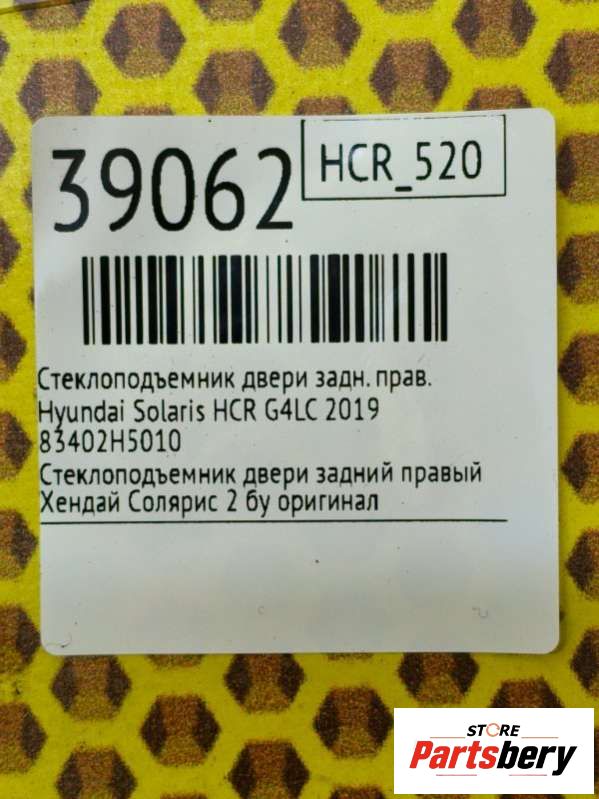 39062
HCR_520
Стеклоподъемник двери задн. прав.
Hyundai Solaris HCR G4LC 2019
83402H5010
Стеклоподъемник двери задний правый
Хендай Солярис 2 бу оригинал
STORE
Partsbery